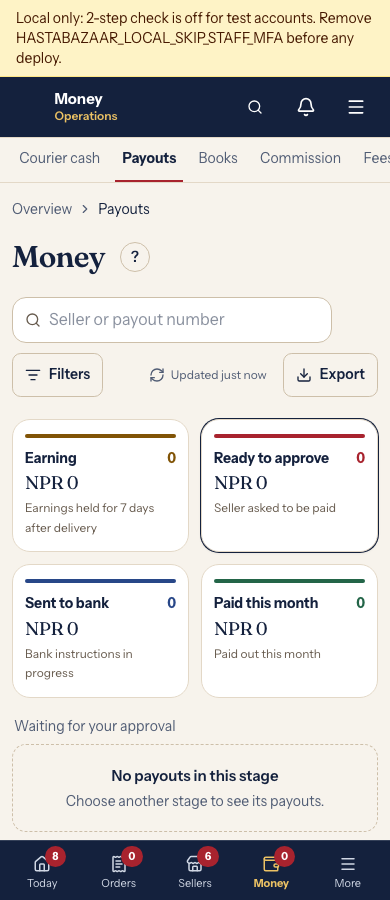 Local only: 2-step check is off for test accounts. Remove
HASTABAZAAR_LOCAL_SKIP_STAFF_MFA before any
deploy.
Money
Operations
Courier cash Payouts Books Commission Fees
Overview > Payouts
Money ?
Seller or payout number
Filters Updated just now Export
Earning 0
NPR 0
Earnings held for 7 days
after delivery
Ready to approve 0
NPR 0
Seller asked to be paid
Sent to bank 0
NPR 0
Bank instructions in
progress
Paid this month 0
NPR 0
Paid out this month
Waiting for your approval
No payouts in this stage
Choose another stage to see its payouts.
8 0 6 0
Today Orders Sellers Money More